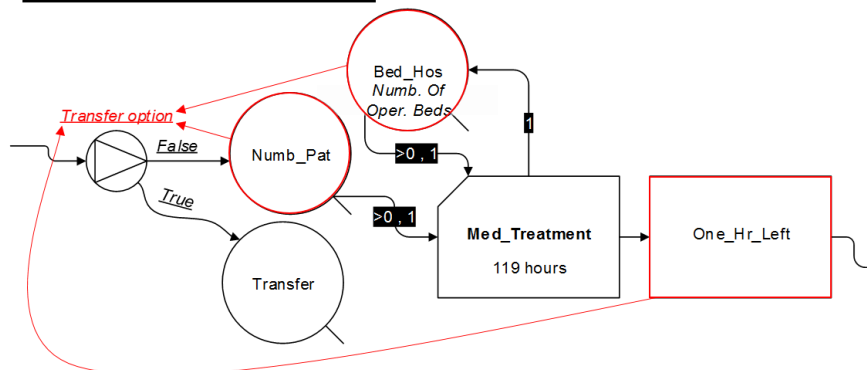 Bed_Hos
Numb. Of
Oper. Beds
Transfer option
False
Numb_Pat
True
Transfer
>0 , 1
>0 , 1
1
Med_Treatment
119 hours
One_Hr_Left